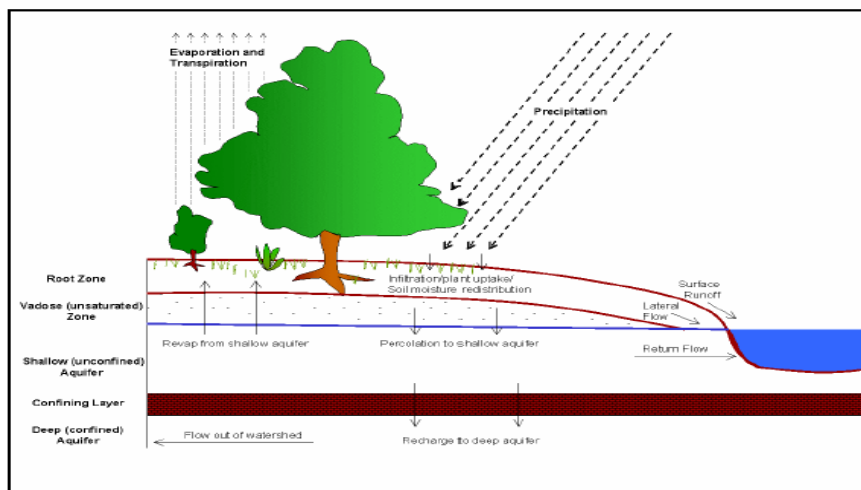 Evaporation and
Transpiration
Precipitation
Root Zone
Infiltration/plant uptake/
Soil moisture redistribution
Surface
Runoff
Lateral
Flow
Vadose (unsaturated)
Zone
Revap from shallow aquifer
Percolation to shallow aquifer
Return Flow
Shallow (unconfined)
Aquifer
Confining Layer
Deep (confined)
Aquifer
Flow out of watershed
Recharge to deep aquifer